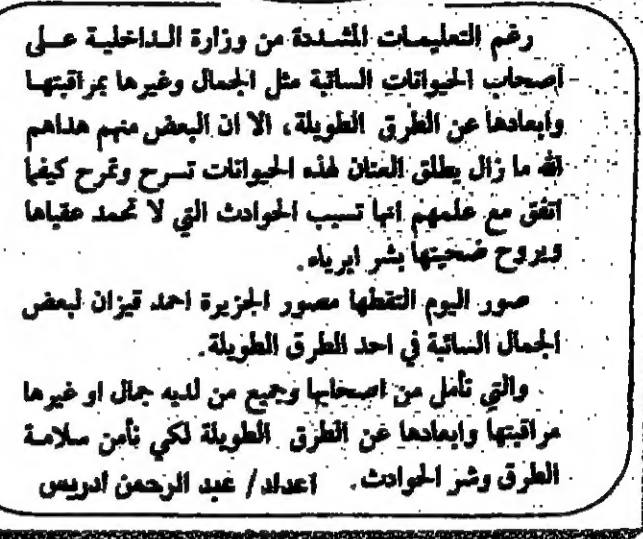 رغم التعليمات المشددة من وزارة الداخلية على
اصحاب الحيوانات السائبة مثل الجمال وغيرها بمراقبتها
وابعادها عن الطرق الطويلة، الا ان البعض منهم هداهم
الله ما زال يطلق العنان لهذه الحيوانات تسرح وتمرح كيفما
اتفق مع علمهم انها تسبب الحوادث التي لا تحمد عقباها
ويروح ضحيتها بشر ابرياء.
صور اليوم التقطها مصور الجزيرة احمد قيزان لبعض
الجمال السائبة في احد الطرق الطويلة.
والتي نأمل من اصحابها وجميع من لديه جمال او غيرها
مراقبتها وابعادها عن الطرق الطويلة لكي نأمن سلامة
الطرق وشر الحوادث. اعداد/ عبد الرحمن ادريس